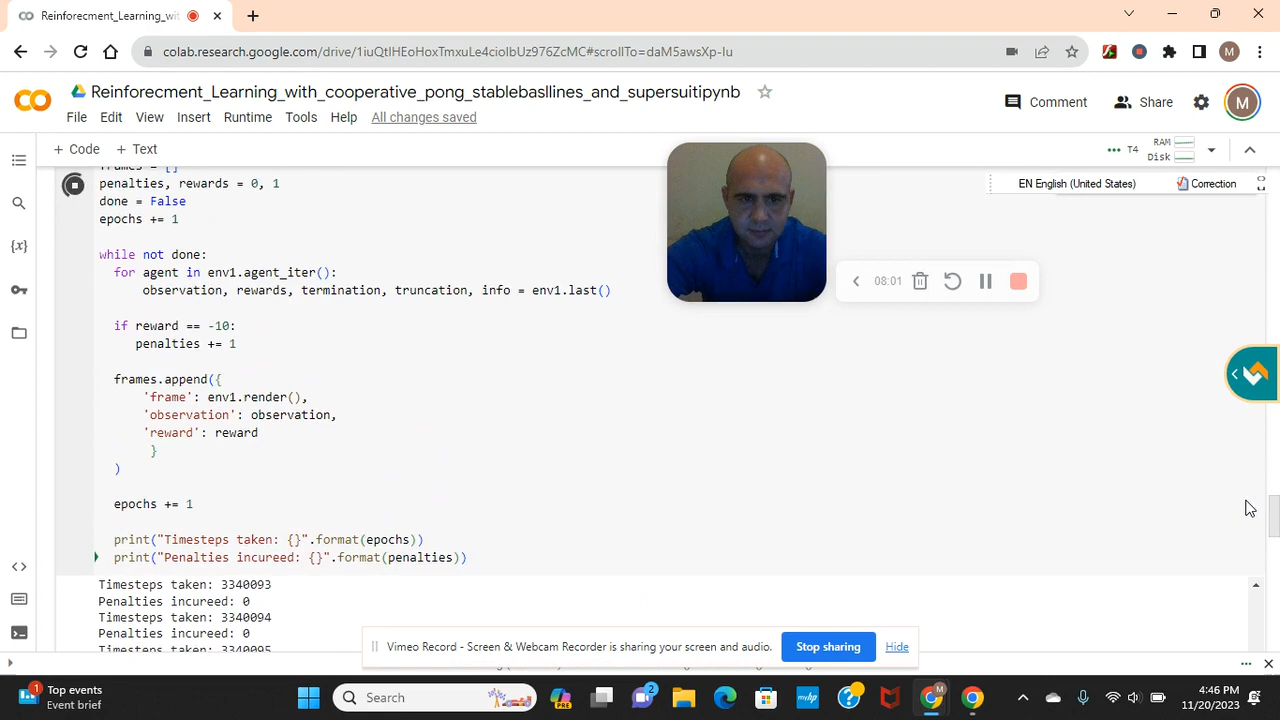 Reinforecment_Learning_wit
colab.research.google.com/drive/1iuQtIHEoHoxTmxuLe4cioIbUz976ZcMC#scrollTo=daM5awsXp-Iu
M
Reinforecment_Learning_with_cooperative_pong_stablebasllines_and_supersuitipynb
File Edit View Insert Runtime Tools Help All changes saved
Comment Share M
+ Code + Text
T4 RAM Disk
EN English (United States) Correction
penalties, rewards = 0, 1
done = False
epochs += 1
while not done:
for agent in env1.agent_iter():
observation, rewards, termination, truncation, info = env1.last()
if reward == -10:
penalties += 1
frames.append({
'frame': env1.render(),
'observation': observation,
'reward': reward
}
)
epochs += 1
print("Timesteps taken: {}".format(epochs))
print("Penalties incureed: {}".format(penalties))
08:01
Timesteps taken: 3340093
Penalties incureed: 0
Timesteps taken: 3340094
Penalties incureed: 0
Timesteps taken: 3340095
Vimeo Record - Screen & Webcam Recorder is sharing your screen and audio. Stop sharing Hide
1 Top events
Event brief
Search
PRE
2
4:46 PM
11/20/2023